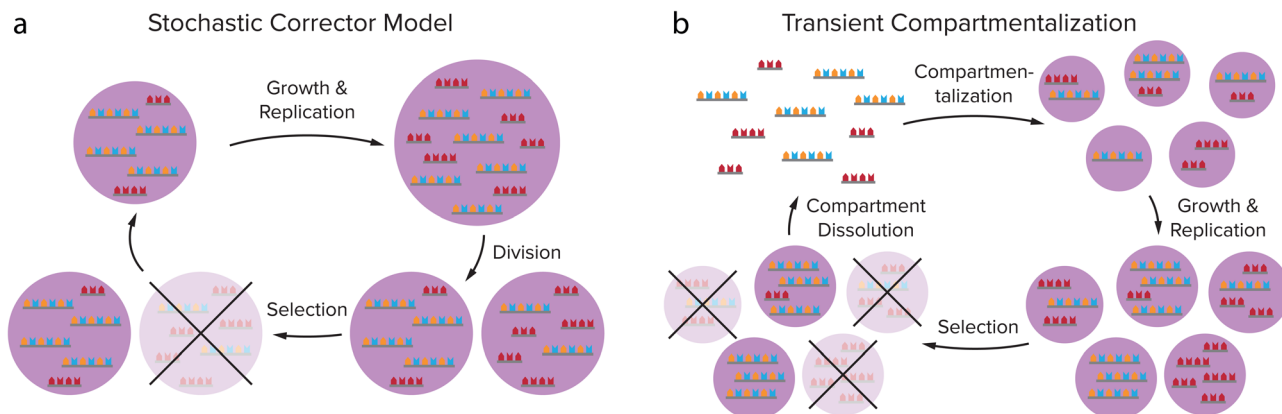 a
Stochastic Corrector Model
Growth &
Replication
Division
Selection
b
Transient Compartmentalization
Compartmen-
talization
Growth &
Replication
Selection
Compartment
Dissolution